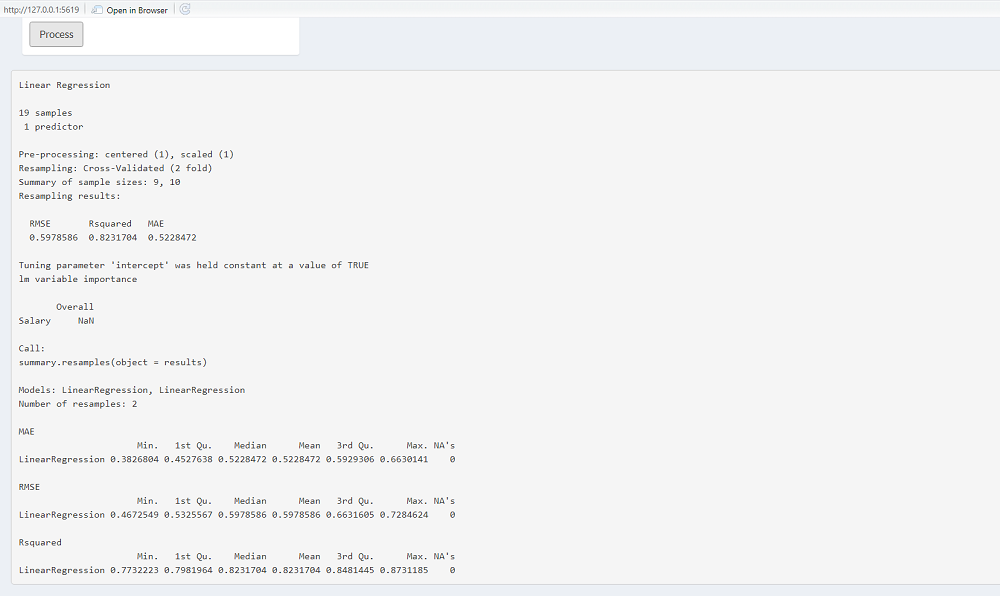 http://127.0.0.1:5619 Open in Browser
Process
Linear Regression
19 samples
1 predictor
Pre-processing: centered (1), scaled (1)
Resampling: Cross-Validated (2 fold)
Summary of sample sizes: 9, 10
Resampling results:
RMSE Rsquared MAE
0.5978586 0.8231704 0.5228472
Tuning parameter 'intercept' was held constant at a value of TRUE
lm variable importance
Overall
Salary NaN
Call:
summary.resamples(object = results)
Models: LinearRegression, LinearRegression
Number of resamples: 2
MAE
Min. 1st Qu. Median Mean 3rd Qu. Max. NA's
LinearRegression 0.3826804 0.4527638 0.5228472 0.5228472 0.5929306 0.6630141 0
RMSE
Min. 1st Qu. Median Mean 3rd Qu. Max. NA's
LinearRegression 0.4672549 0.5325567 0.5978586 0.5978586 0.6631605 0.7284624 0
Rsquared
Min. 1st Qu. Median Mean 3rd Qu. Max. NA's
LinearRegression 0.7732223 0.7981964 0.8231704 0.8231704 0.8481445 0.8731185 0